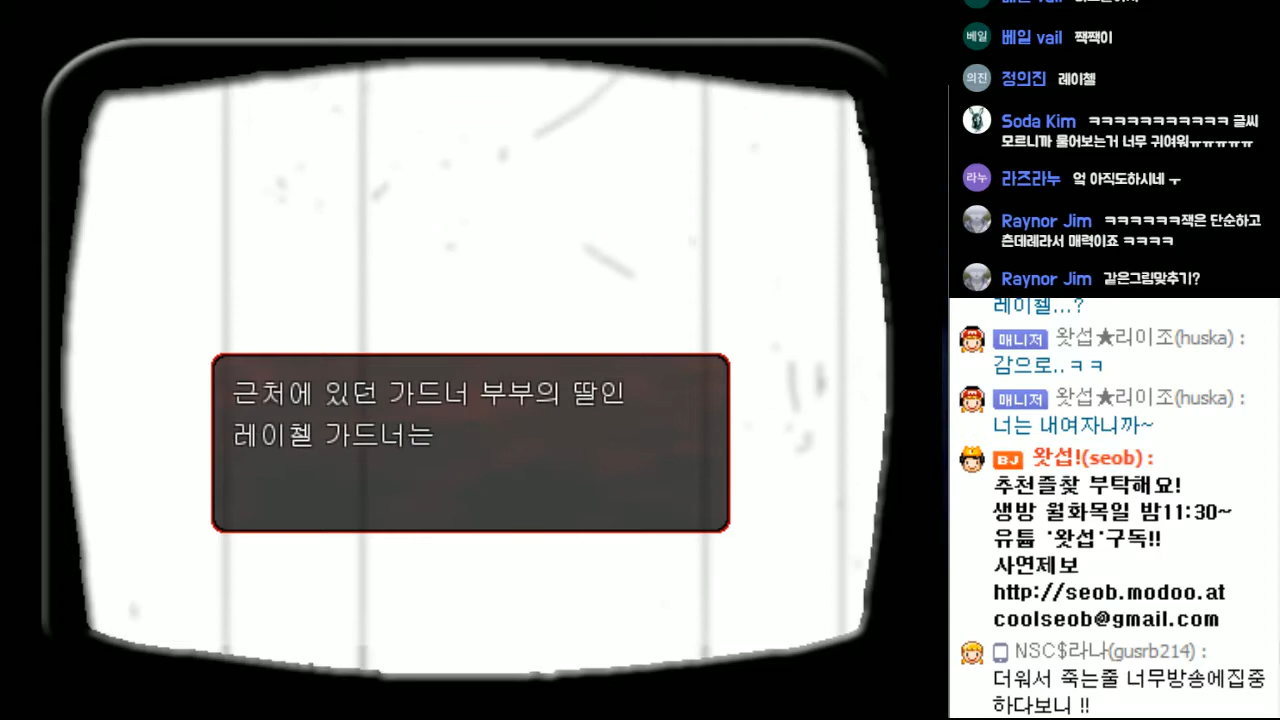 근처에 있던 가드너 부부의 딸인
레이첼 가드너는
베일 vail
베일 베일 vail 짹짹이
의진 정의진 레이첼
Soda Kim ㅋㅋㅋㅋㅋㅋㅋㅋㅋㅋㅋ 글씨
모르니까 물어보는거 너무 귀여워ㅠㅠㅠㅠㅠ
라누 라즈라누 엌 아직도하시네 ㅜ
Raynor Jim ㅋㅋㅋㅋㅋㅋ잭은 단순하고
츤데레라서 매력이죠 ㅋㅋㅋㅋ
Raynor Jim 같은그림맞추기?
레이첼...?
매니저 왓섭★리이조(huska) :
감으로..ㅋㅋ
매니저 왓섭★리이조(huska) :
너는 내여자니까~
BJ 왓섭!(seob) :
추천즐찾 부탁해요!
생방 월화목일 밤11:30~
유튭 '왓섭'구독!!
사연제보
http://seob.modoo.at
coolseob@gmail.com
NSC$라나(gusrb214) :
더워서 죽는줄 너무방송에집중
하다보니 !!